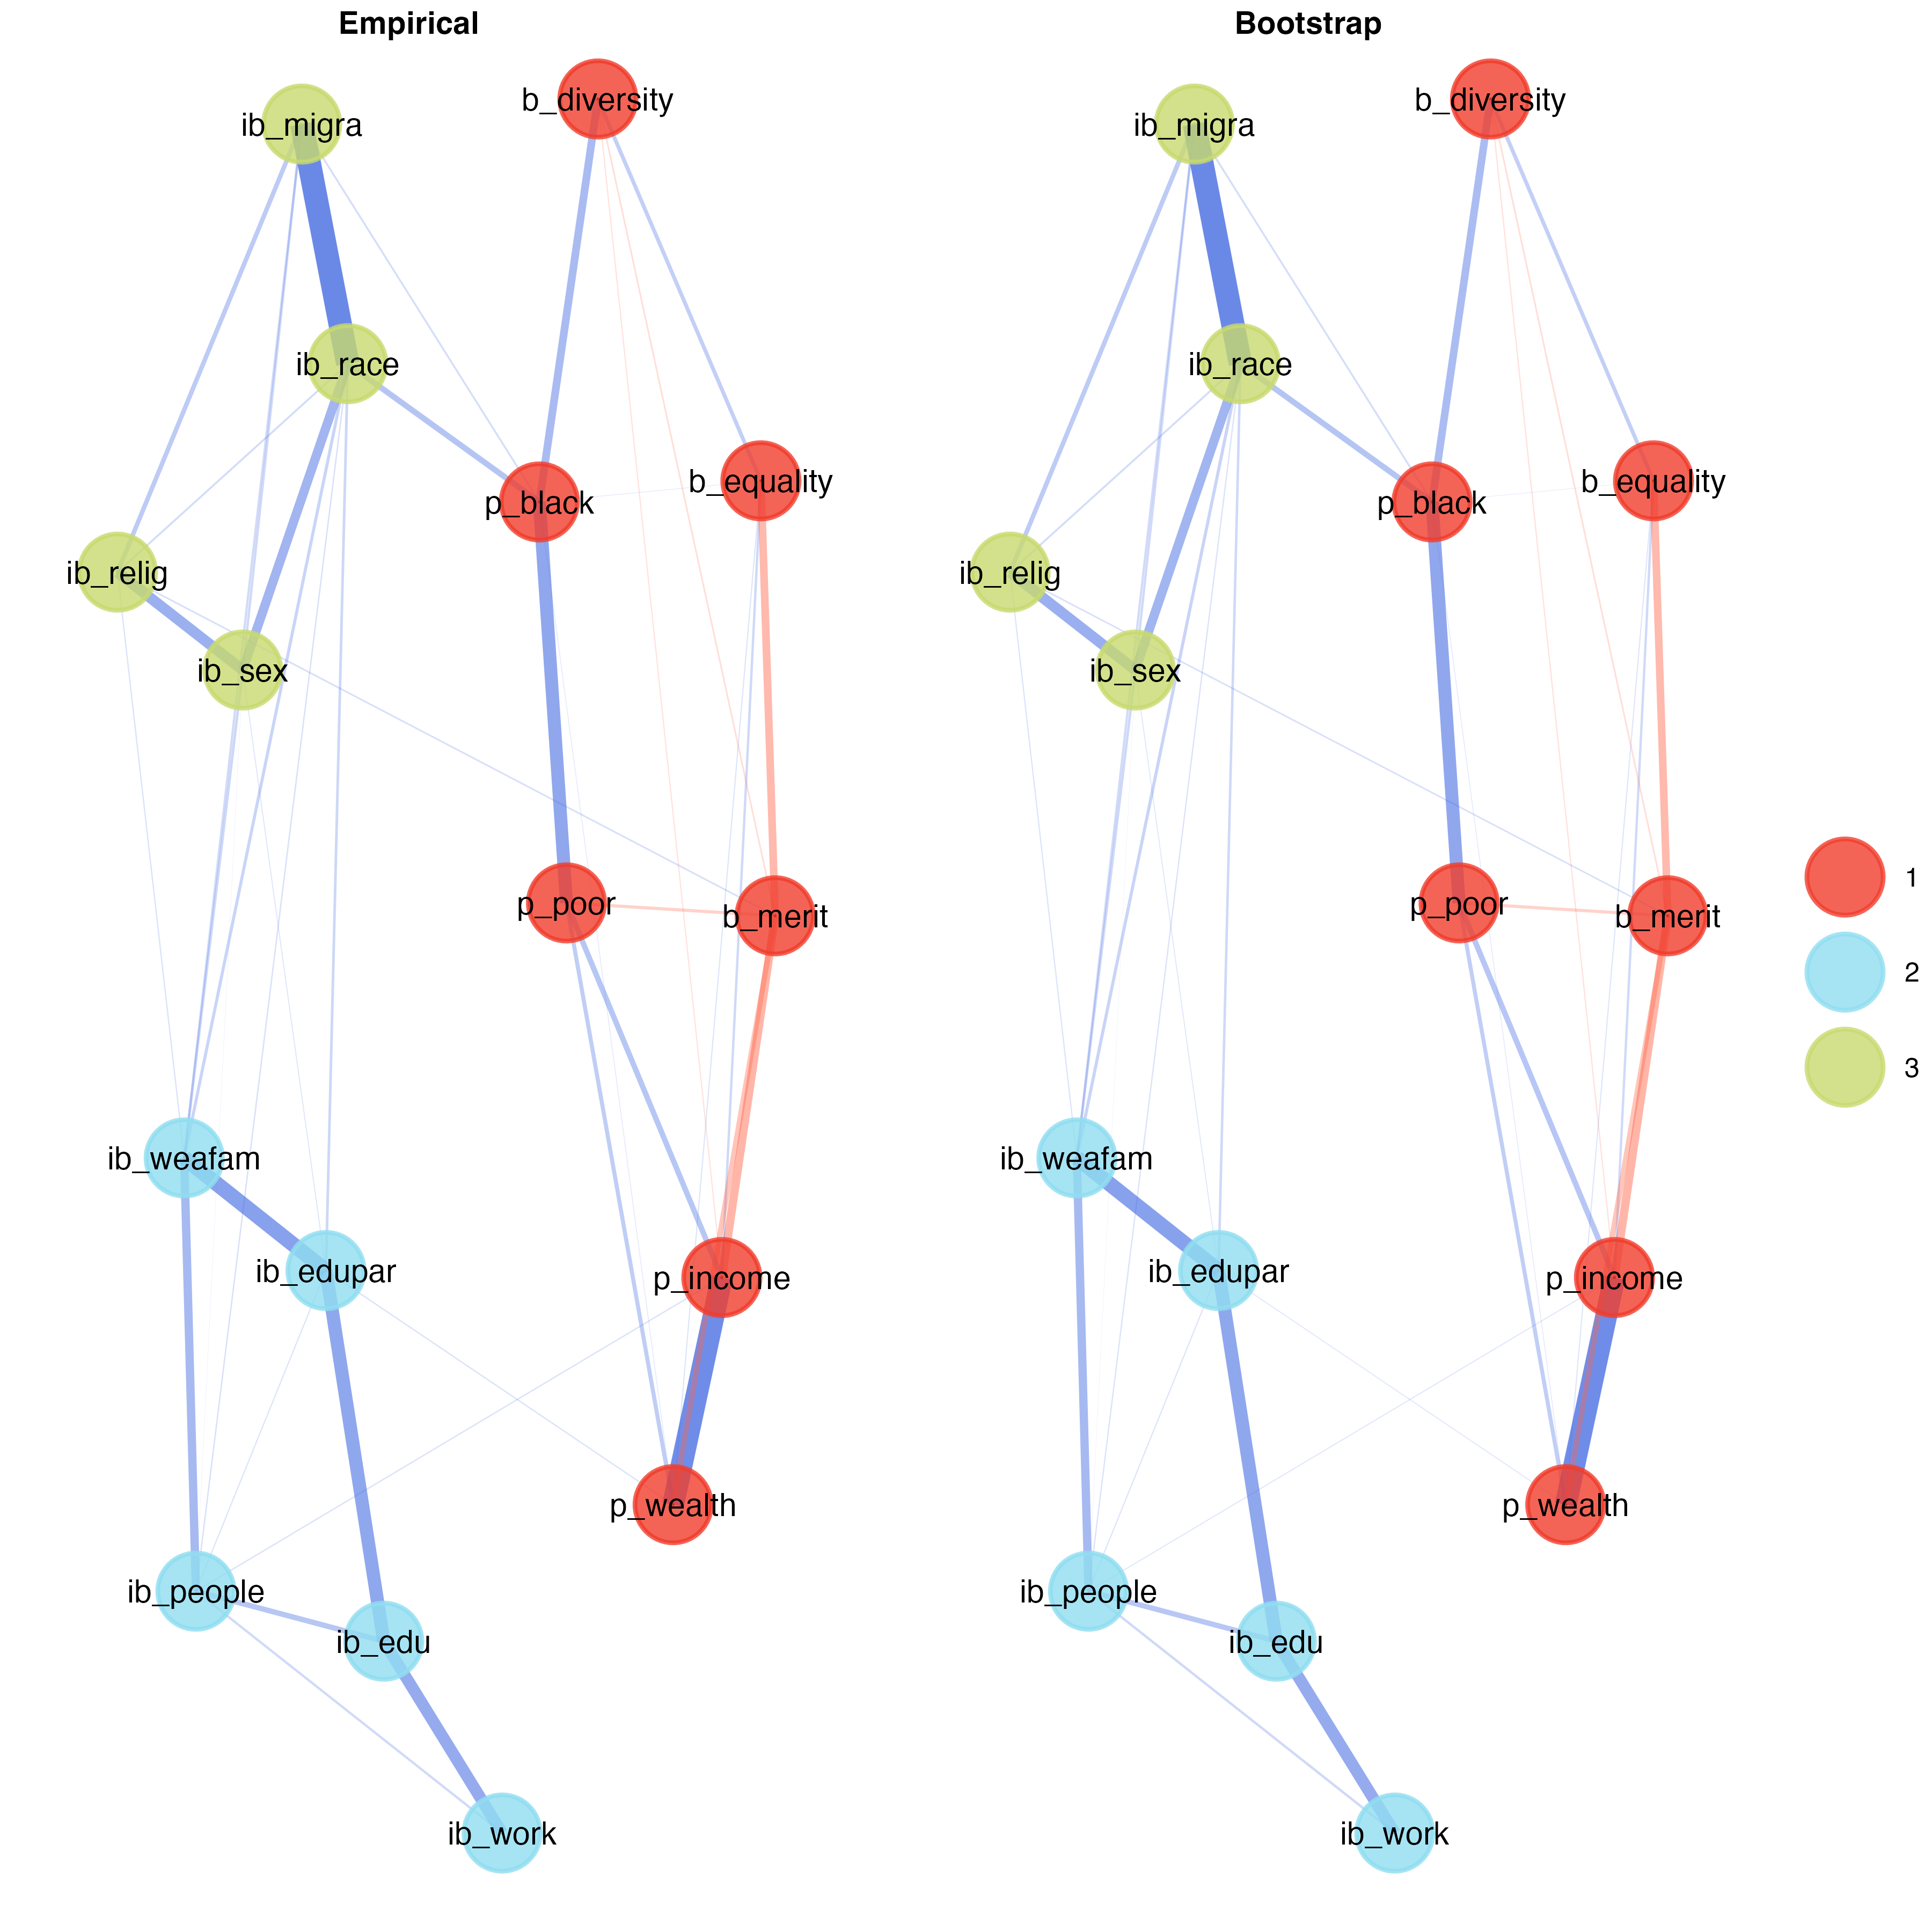 Empirical
b_diversity
ib_migra
ib_race
b_equality
p_black
ib_relig
ib_sex
p_poor
b_merit
ib_weafam
ib_edupar
p_income
p_wealth
ib_people
ib_edu
ib_work
Bootstrap
b_diversity
ib_migra
ib_race
b_equality
p_black
ib_relig
ib_sex
p_poor
b_merit
ib_weafam
ib_edupar
p_income
p_wealth
ib_people
ib_edu
ib_work
1
2
3